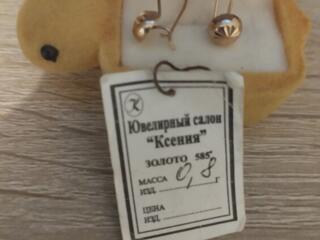 Ювелирный салон
"Ксения"
ЗОЛОТО 585°
МАССА
ИЗД. 0,8 г
ЦЕНА
ИЗД.